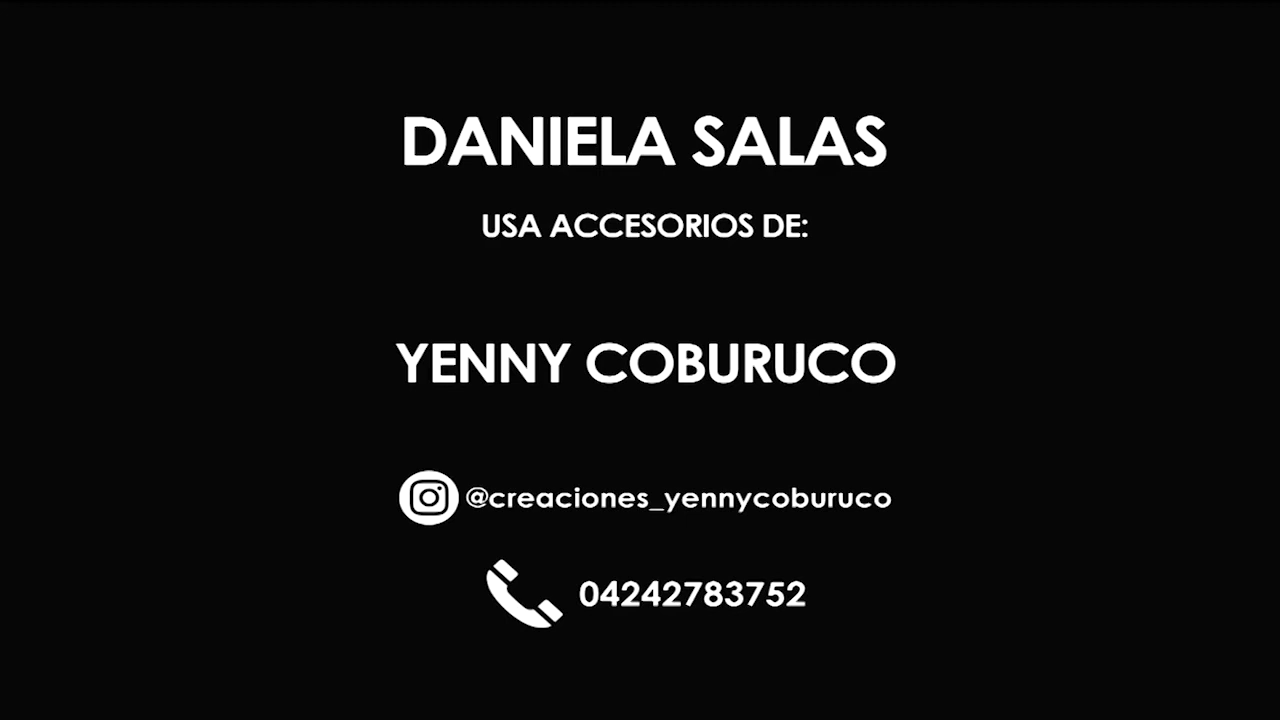 DANIELA SALAS
USA ACCESORIOS DE:
YENNY COBURUCO
@creaciones_yennycoburuco
04242783752